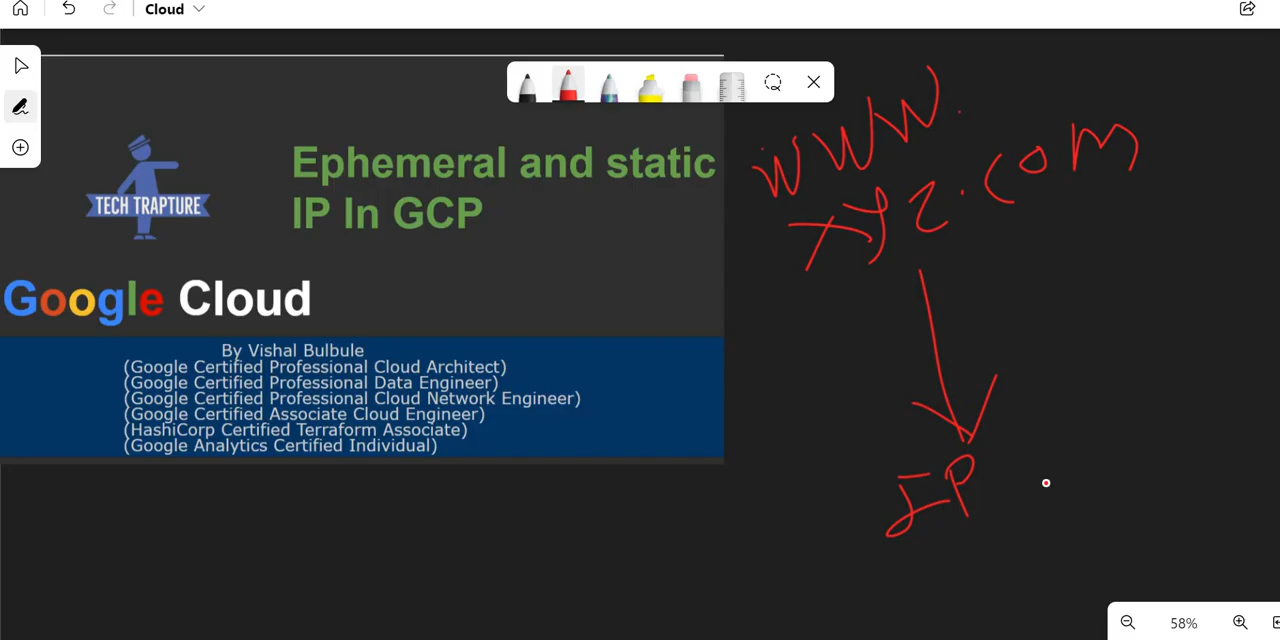 Cloud
TECH TRAPTURE
Ephemeral and static
IP In GCP
Google Cloud
By Vishal Bulbule
(Google Certified Professional Cloud Architect)
(Google Certified Professional Data Engineer)
(Google Certified Professional Cloud Network Engineer)
(Google Certified Associate Cloud Engineer)
(HashiCorp Certified Terraform Associate)
(Google Analytics Certified Individual)
WWW.
xyz.com
IP
58%